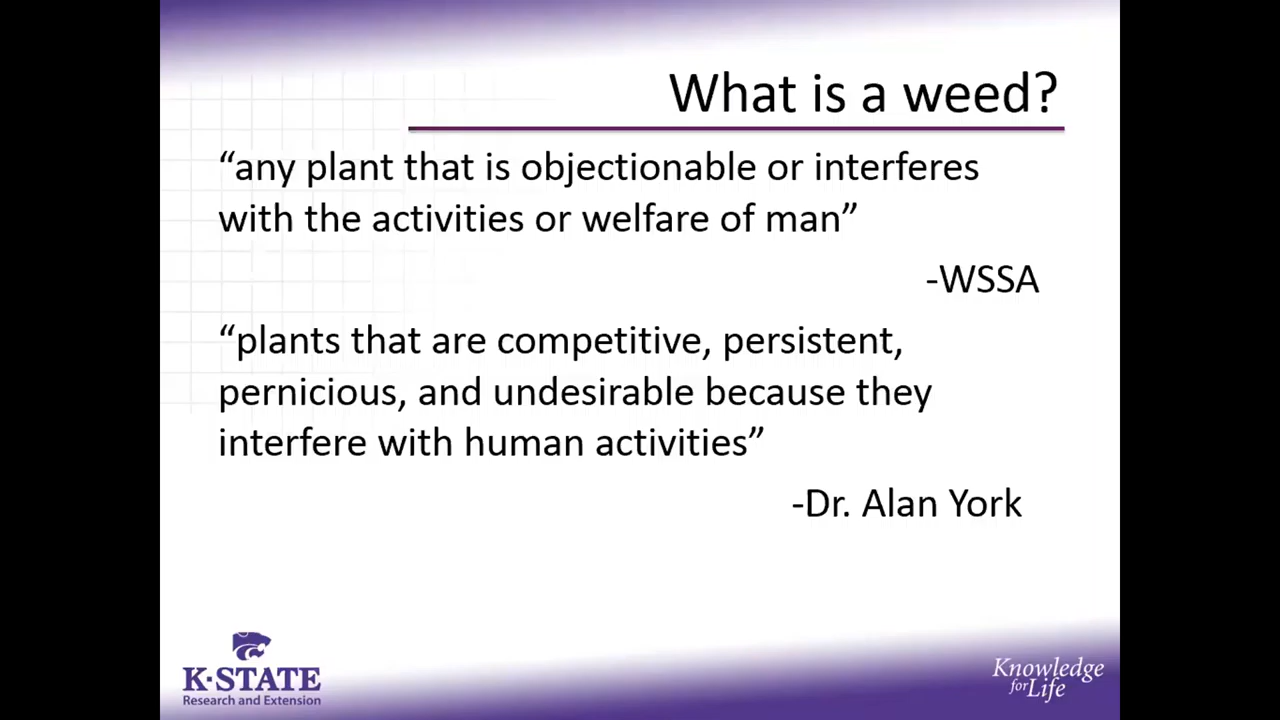 What is a weed?
“any plant that is objectionable or interferes
with the activities or welfare of man”
-WSSA
“plants that are competitive, persistent,
pernicious, and undesirable because they
interfere with human activities”
-Dr. Alan York
K·STATE
Research and Extension
Knowledge
for Life